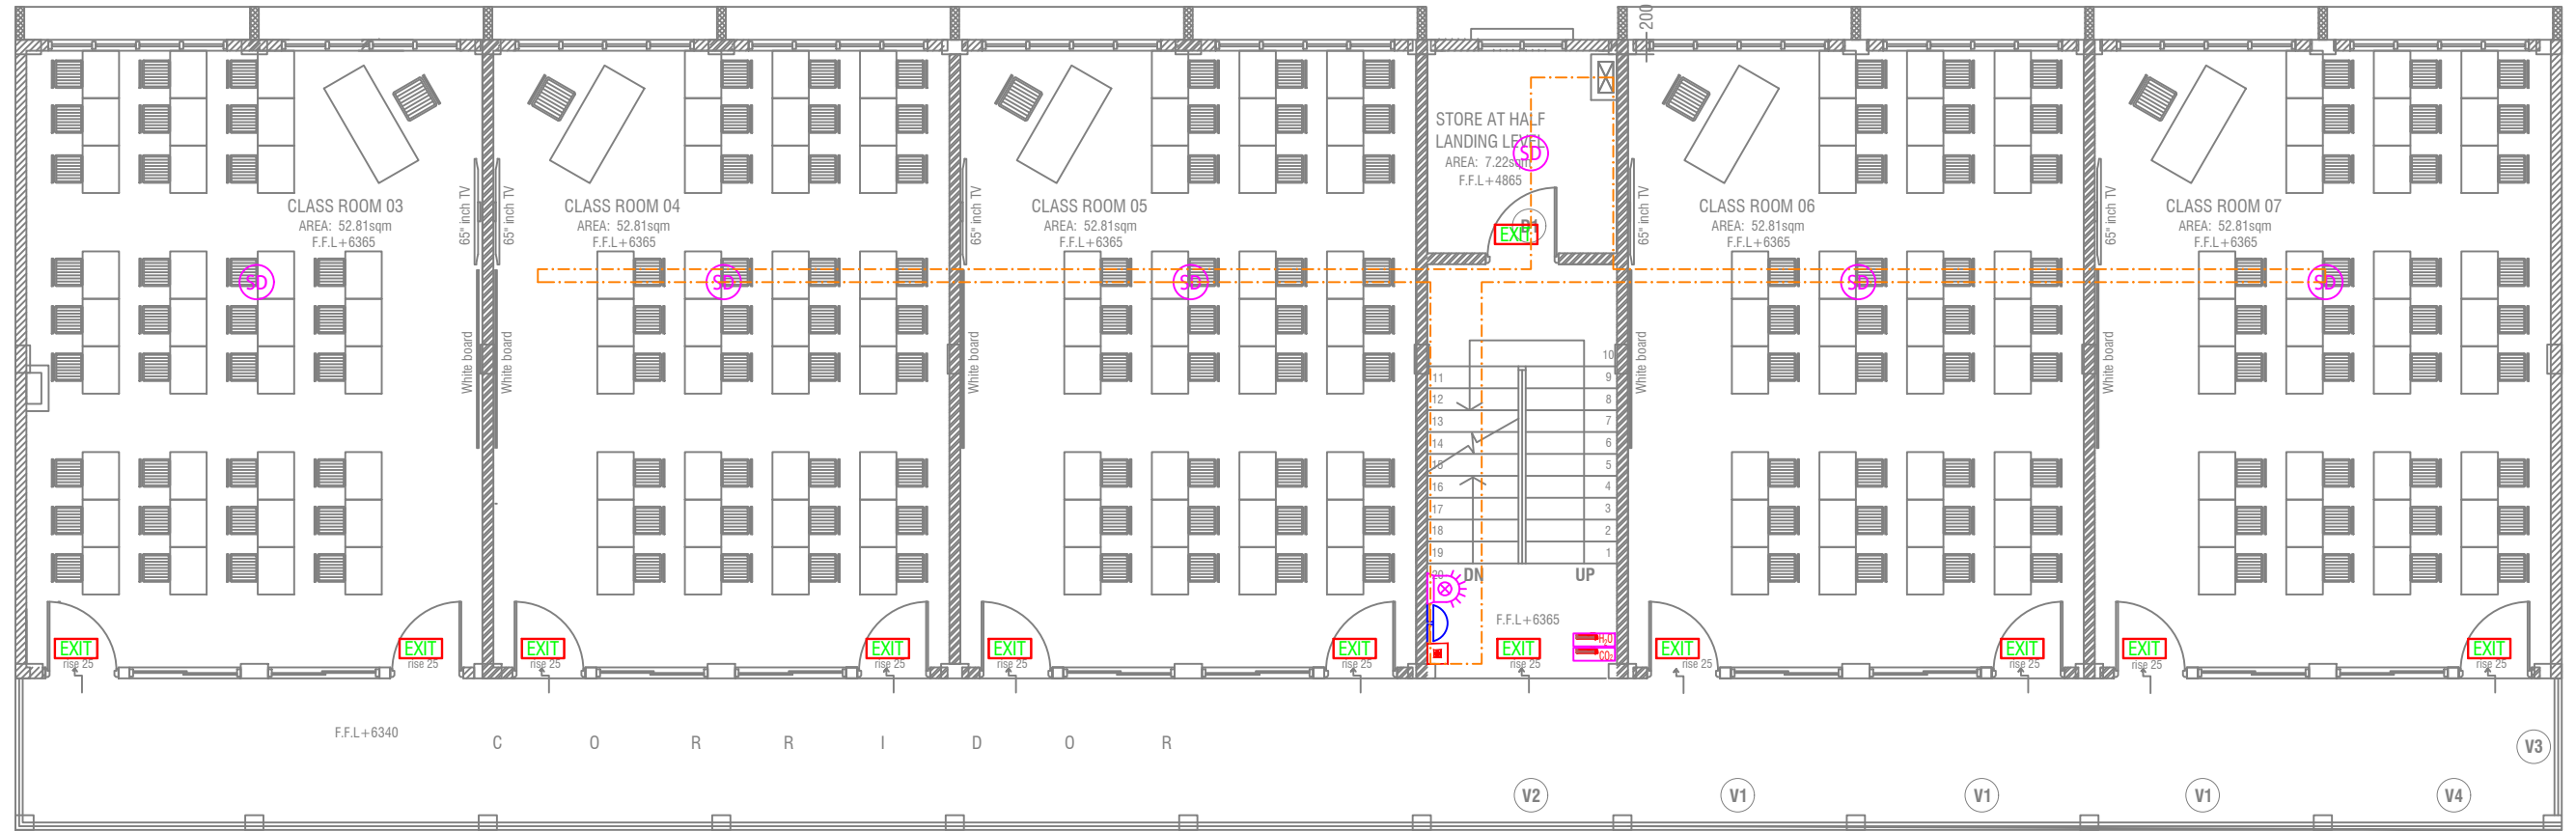 200
CLASS ROOM 03
AREA: 52.81sqm
F.F.L+6365
65" inch TV
White board
SD
EXIT
rise 25
EXIT
rise 25
65" inch TV
White board
CLASS ROOM 04
AREA: 52.81sqm
F.F.L+6365
SD
EXIT
rise 25
EXIT
rise 25
65" inch TV
White board
CLASS ROOM 05
AREA: 52.81sqm
F.F.L+6365
SD
EXIT
rise 25
EXIT
rise 25
STORE AT HALF
LANDING LEVEL
AREA: 7.22sqm
F.F.L+4865
SD
D1
EXIT
10
11
9
12
8
13
7
14
6
15
5
16
4
17
3
18
2
19
1
20
DN
UP
F.F.L+6365
H2O
CO2
EXIT
rise 25
65" inch TV
White board
CLASS ROOM 06
AREA: 52.81sqm
F.F.L+6365
SD
EXIT
rise 25
EXIT
rise 25
65" inch TV
White board
CLASS ROOM 07
AREA: 52.81sqm
F.F.L+6365
SD
EXIT
rise 25
EXIT
rise 25
F.F.L+6340
C O R R I D O R
V3
V2
V1
V1
V1
V4